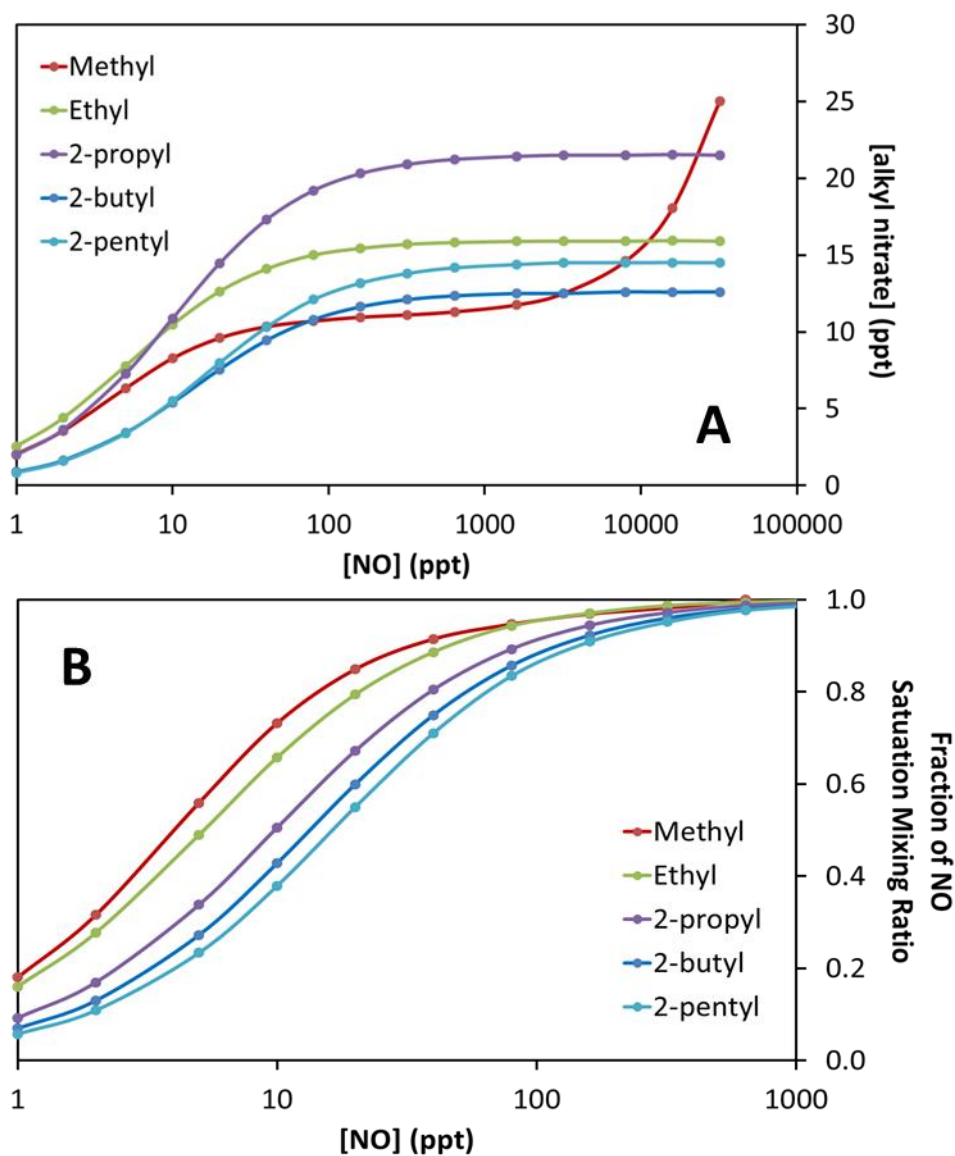 30
Methyl
Ethyl
2-propyl
2-butyl
2-pentyl
25
20
15
10
5
0
[alkyl nitrate] (ppt)
A
1 10 100 1000 10000 100000
[NO] (ppt)
B
1.0
0.8
0.6
0.4
0.2
0.0
Fraction of NO
Satuation Mixing Ratio
Methyl
Ethyl
2-propyl
2-butyl
2-pentyl
1 10 100 1000
[NO] (ppt)